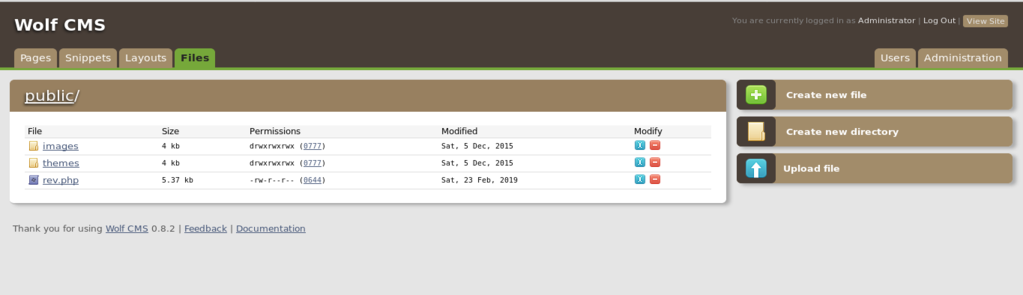 Wolf CMS
You are currently logged in as Administrator | Log Out | View Site
Pages Snippets Layouts Files Users Administration
public/
File Size Permissions Modified Modify
images 4 kb drwxrwxrwx (0777) Sat, 5 Dec, 2015
themes 4 kb drwxrwxrwx (0777) Sat, 5 Dec, 2015
rev.php 5.37 kb -rw-r--r-- (0644) Sat, 23 Feb, 2019
Create new file
Create new directory
Upload file
Thank you for using Wolf CMS 0.8.2 | Feedback | Documentation